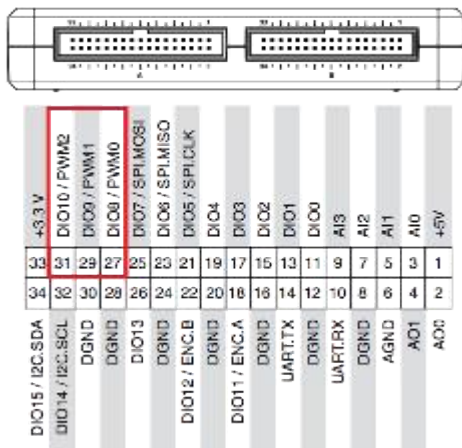 A
B
+3.3 V
DIO10 / PWM2
DIO9 / PWM1
DIO8 / PWM0
DIO7 / SPI.MOSI
DIO6 / SPI.MISO
DIO5 / SPI.CLK
DIO4
DIO3
DIO2
DIO1
DIO0
AI3
AI2
AI1
AI0
+5V
33 31 29 27 25 23 21 19 17 15 13 11 9 7 5 3 1
34 32 30 28 26 24 22 20 18 16 14 12 10 8 6 4 2
DIO15 / I2C.SDA
DIO14 / I2C.SCL
DGND
DGND
DIO13
DGND
DIO12 / ENC.B
DGND
DIO11 / ENC.A
DGND
UART.TX
DGND
UART.RX
DGND
AGND
AO1
AO0